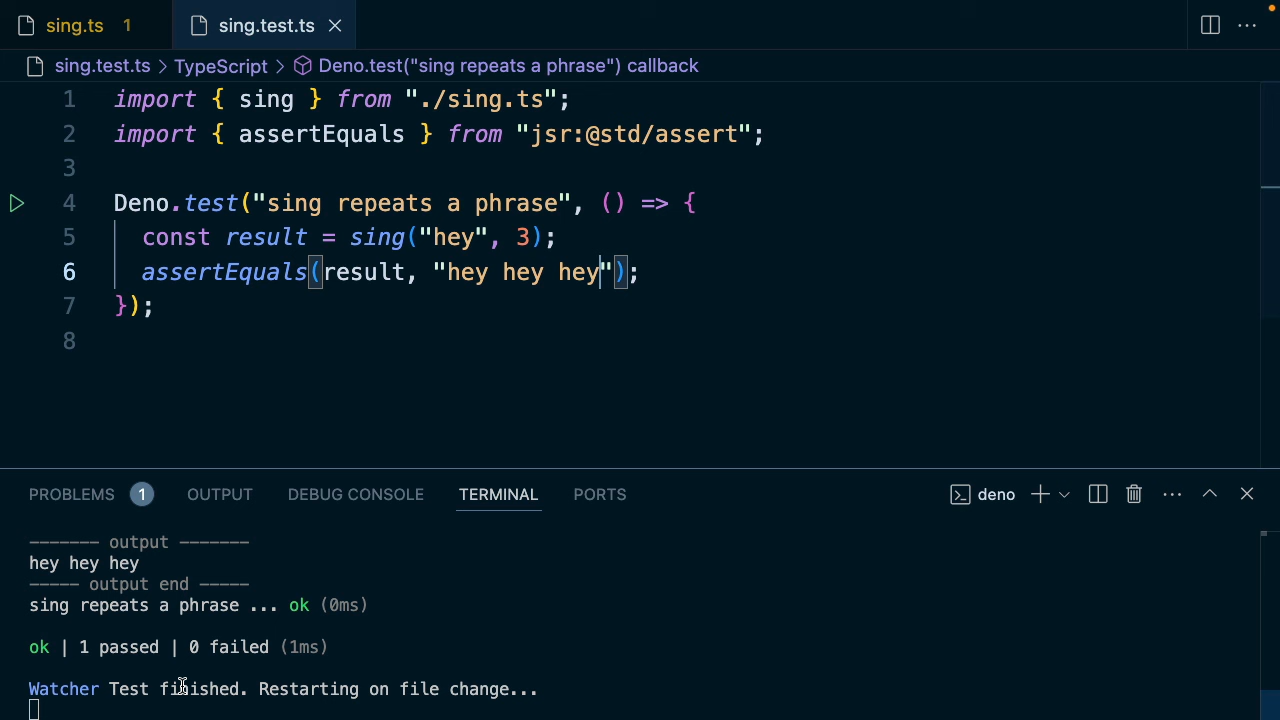 sing.ts 1 sing.test.ts
sing.test.ts > TypeScript > Deno.test("sing repeats a phrase") callback
1 import { sing } from "./sing.ts";
2 import { assertEquals } from "jsr:@std/assert";
3
4 Deno.test("sing repeats a phrase", () => {
5 const result = sing("hey", 3);
6 assertEquals(result, "hey hey hey");
7 });
8
PROBLEMS 1 OUTPUT DEBUG CONSOLE TERMINAL PORTS deno
------- output -------
hey hey hey
----- output end -----
sing repeats a phrase ... ok (0ms)
ok | 1 passed | 0 failed (1ms)
Watcher Test finished. Restarting on file change...